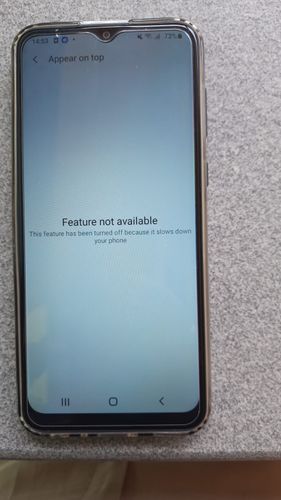 14:53 73%
Appear on top
Feature not available
This feature has been turned off because it slows down
your phone